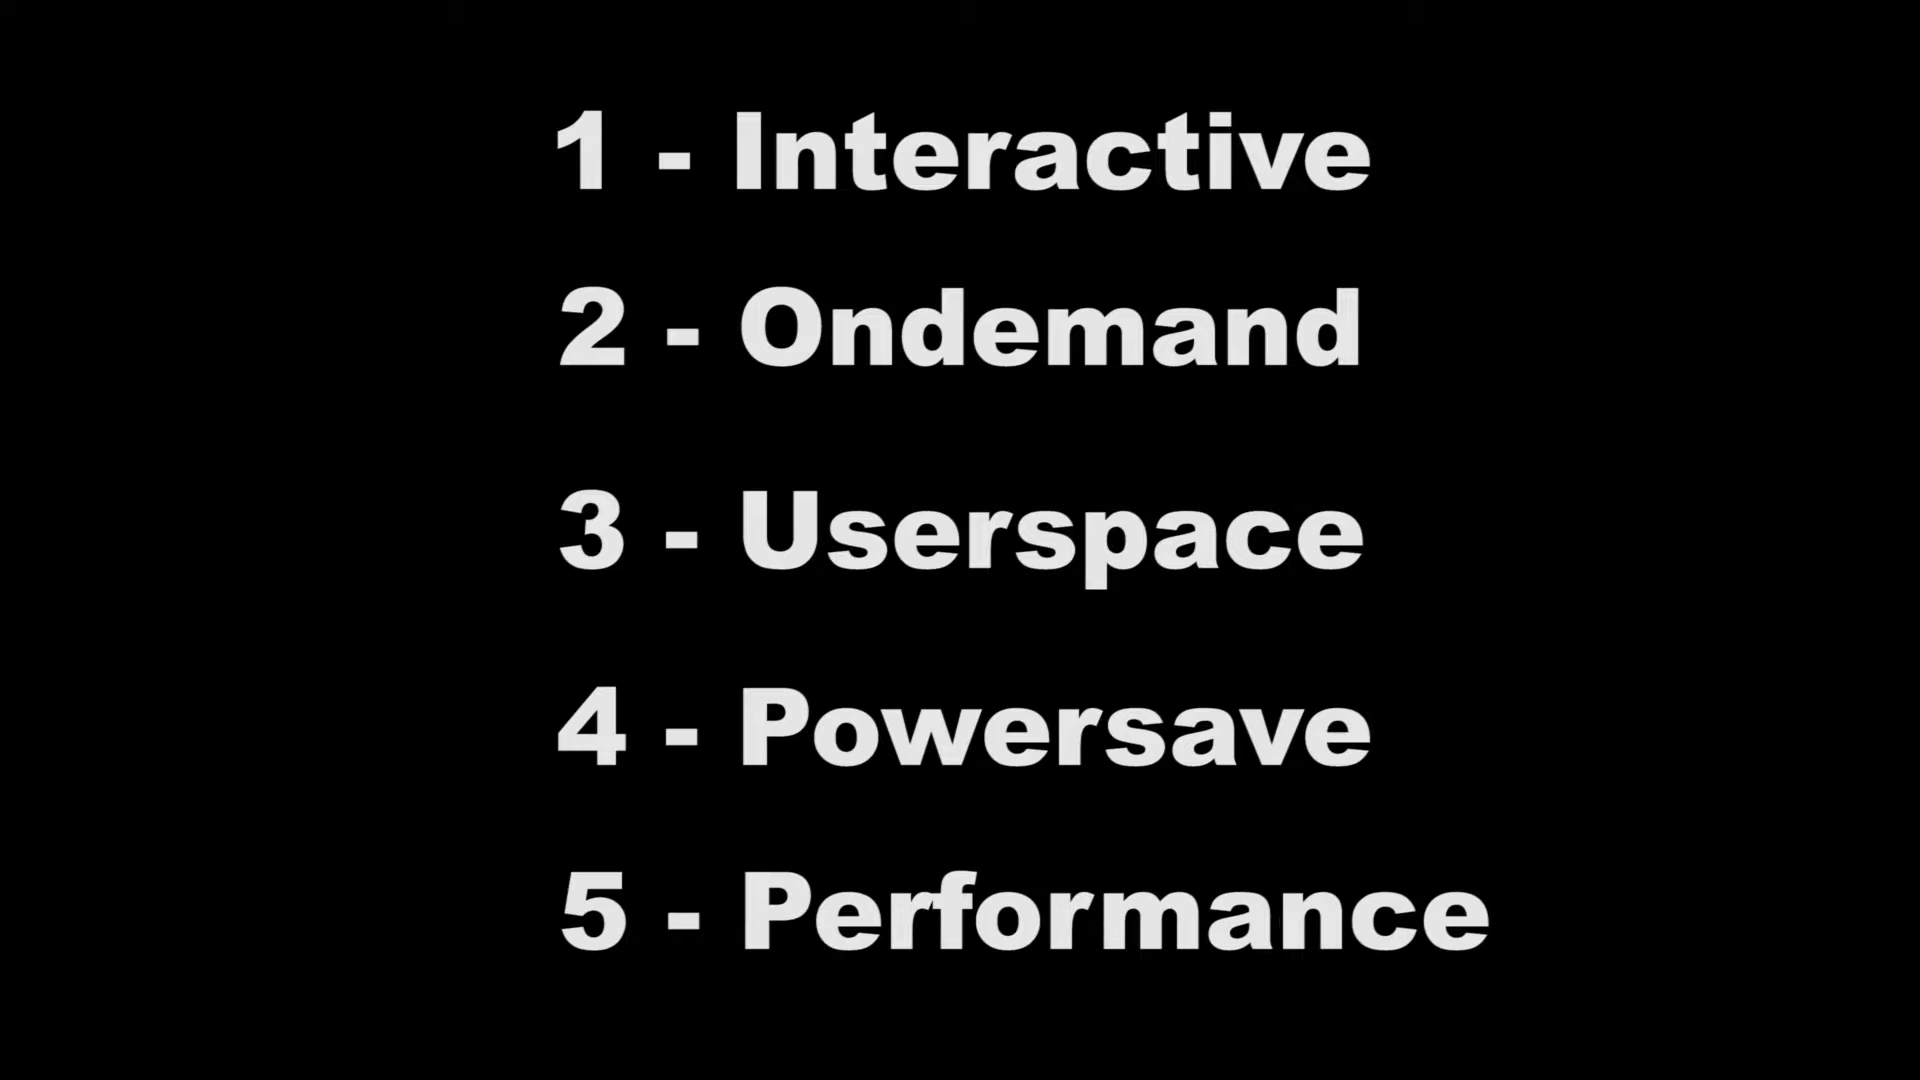 1 - Interactive
2 - Ondemand
3 - Userspace
4 - Powersave
5 - Performance